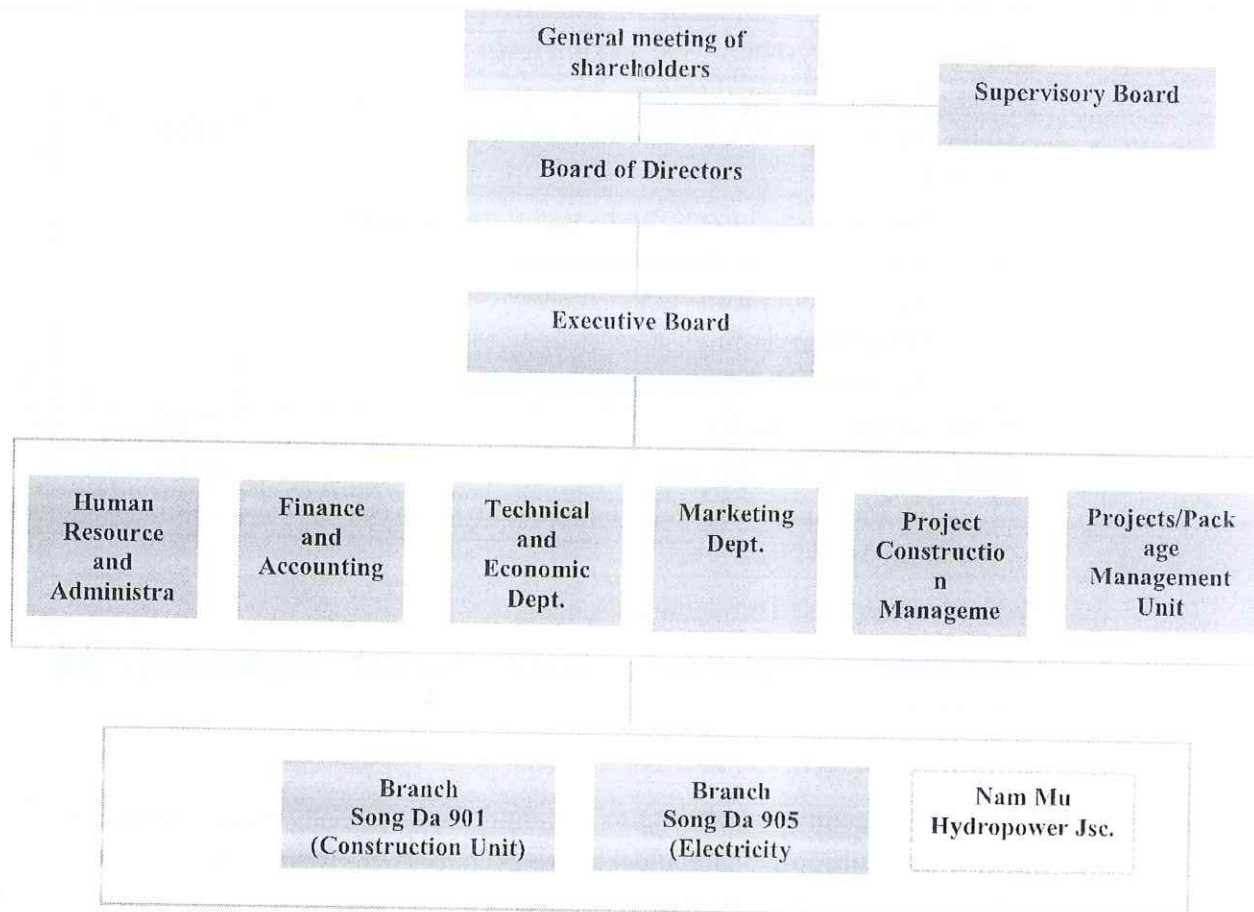 General meeting of
shareholders
Supervisory Board
Board of Directors
Executive Board
Human
Resource
and
Administra
Finance
and
Accounting
Technical
and
Economic
Dept.
Marketing
Dept.
Project
Constructio
n
Manageme
Projects/Pack
age
Management
Unit
Branch
Song Da 901
(Construction Unit)
Branch
Song Da 905
(Electricity
Nam Mu
Hydropower Jsc.